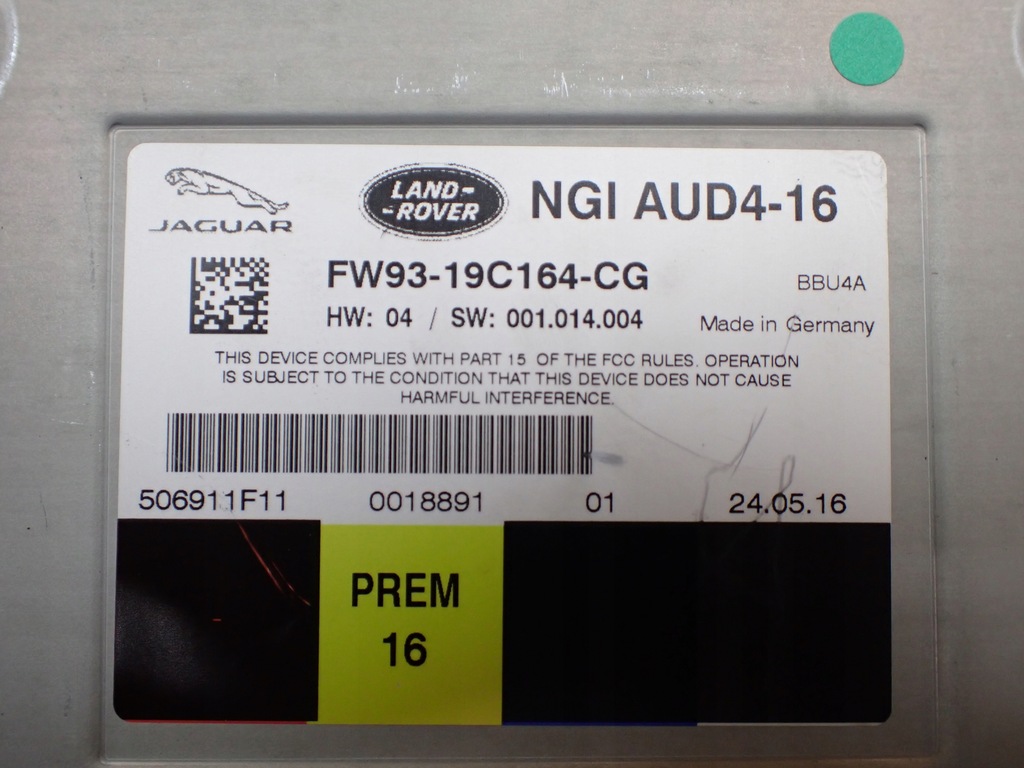 JAGUAR
LAND-
-ROVER
NGI AUD4-16
FW93-19C164-CG
BBU4A
HW: 04 / SW: 001.014.004
Made in Germany
THIS DEVICE COMPLIES WITH PART 15 OF THE FCC RULES. OPERATION
IS SUBJECT TO THE CONDITION THAT THIS DEVICE DOES NOT CAUSE
HARMFUL INTERFERENCE.
506911F11 0018891 01 24.05.16
PREM
16